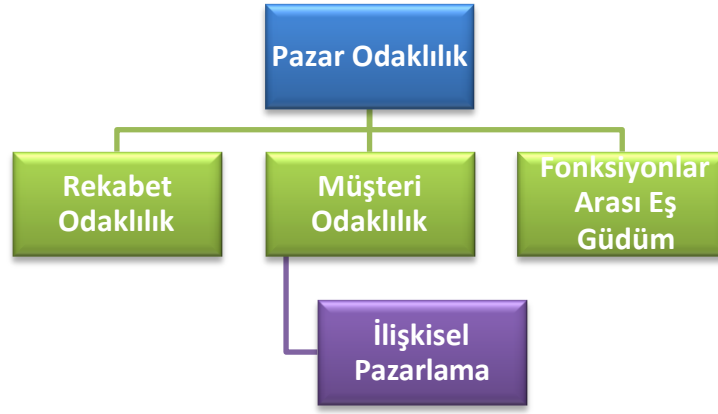 Pazar Odaklılık
Rekabet
Odaklılık
Müşteri
Odaklılık
Fonksiyonlar
Arası Eş
Güdüm
İlişkisel
Pazarlama